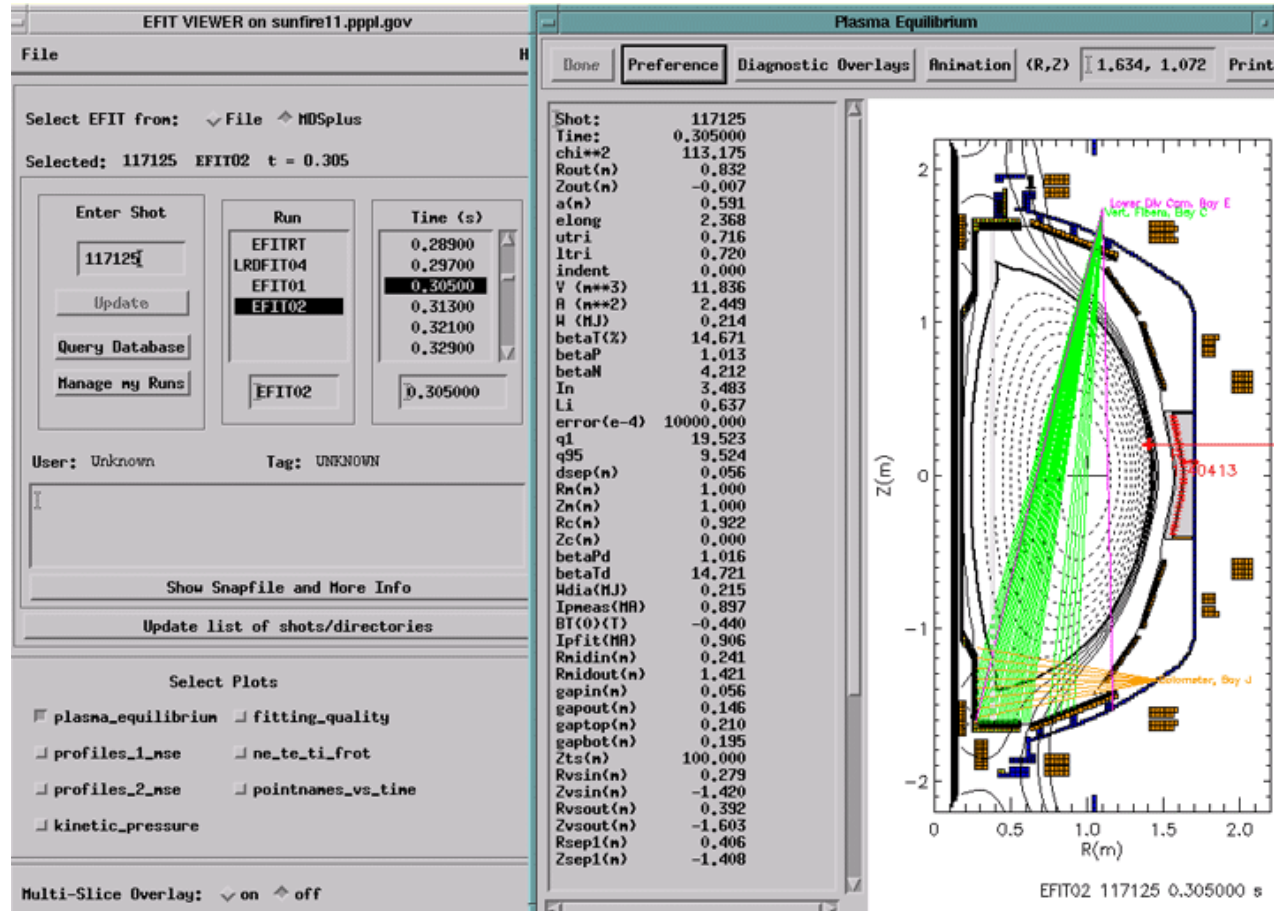 EFIT VIEWER on sunfire11.pppl.gov
File H
Select EFIT from: File MDSplus
Selected: 117125 EFIT02 t = 0.305
Enter Shot
117125
Update
Query Database
Manage my Runs
Run
EFITRT
LRDFIT04
EFIT01
EFIT02
EFIT02
Time (s)
0.28900
0.29700
0.30500
0.31300
0.32100
0.32900
0.305000
User: Unknown Tag: UNKNOWN
Show Snapfile and More Info
Update list of shots/directories
Select Plots
plasma_equilibrium fitting_quality
profiles_1_mse ne_te_ti_frot
profiles_2_mse pointnames_vs_time
kinetic_pressure
Multi-Slice Overlay: on off
Plasma Equilibrium
Done Preference Diagnostic Overlays Animation (R,Z) 1.634, 1.072 Print
Shot: 117125
Time: 0.305000
chi**2 113.175
Rout(m) 0.832
Zout(m) -0.007
a(m) 0.591
elong 2.368
utri 0.716
ltri 0.720
indent 0.000
V (m**3) 11.836
A (m**2) 2.449
W (MJ) 0.214
betaT(%) 14.671
betaP 1.013
betaN 4.212
In 3.483
Li 0.637
error(e-4) 10000.000
q1 19.523
q95 9.524
dsep(m) 0.056
Rm(m) 1.000
Zm(m) 1.000
Rc(m) 0.922
Zc(m) 0.000
betaPd 1.016
betaTd 14.721
Wdia(MJ) 0.215
Ipmeas(MA) 0.897
BT(0)(T) -0.440
Ipfit(MA) 0.906
Rmidin(m) 0.241
Rmidout(m) 1.421
gapin(m) 0.056
gapout(m) 0.146
gaptop(m) 0.210
gapbot(m) 0.195
Zts(m) 100.000
Rvsin(m) 0.279
Zvsin(m) -1.420
Rvsout(m) 0.392
Zvsout(m) -1.603
Rsep1(m) 0.406
Zsep1(m) -1.408
Lower Div Cam, Bay E
Vert. Fibers, Bay C
2
1
0
-1
-2
Z(m)
40413
Bolometer, Bay J
0 0.5 1.0 1.5 2.0
R(m)
EFIT02 117125 0.305000 s